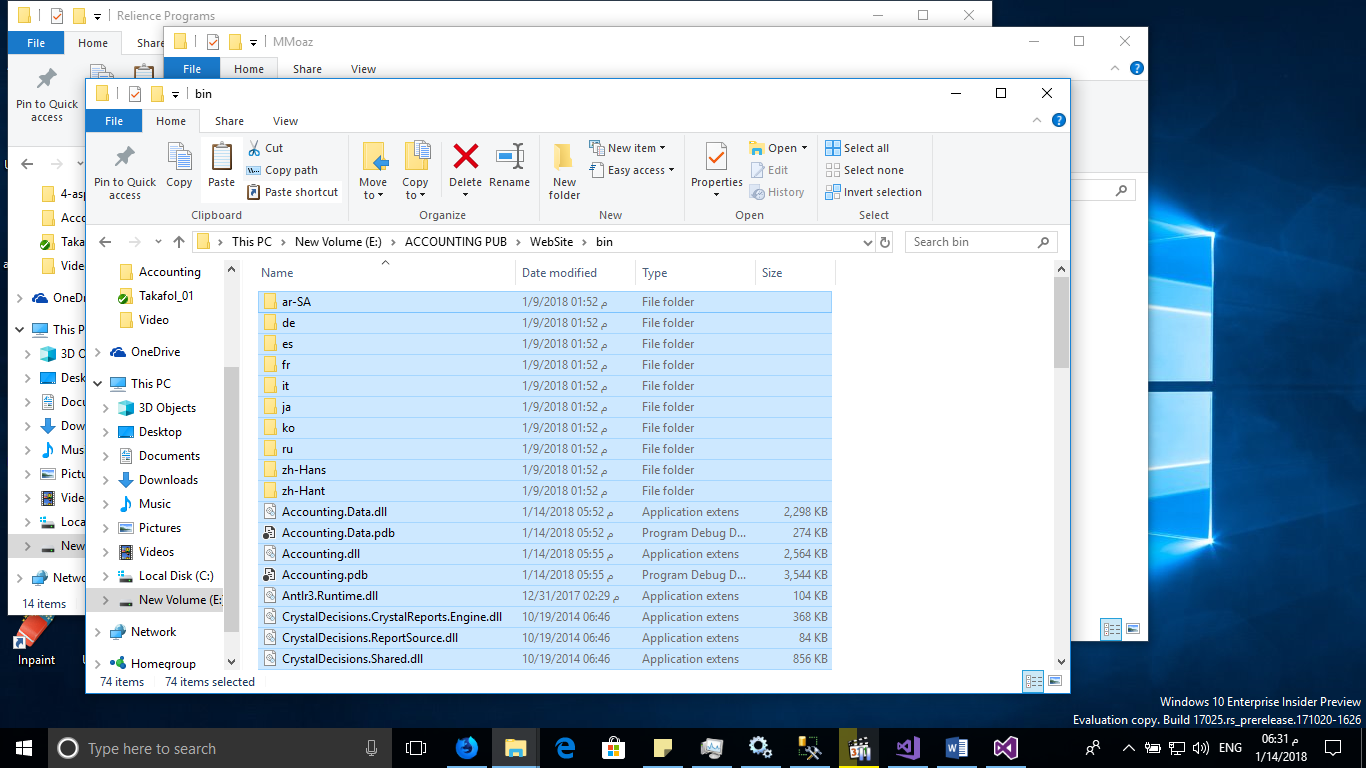 Relience Programs
File Home Share
MMoaz
File Home Share View
Pin to Quick
access
bin
File Home Share View
Pin to Quick
access
Copy
Paste
Cut
Copy path
Paste shortcut
Clipboard
Move
to
Copy
to
Delete
Rename
Organize
New
folder
New item
Easy access
New
Properties
Open
Edit
History
Open
Select all
Select none
Invert selection
Select
This PC New Volume (E:) ACCOUNTING PUB WebSite bin
Search bin
4-asp
Acco
Taka
Video
OneDri
This P
3D O
Desk
Docu
Dow
Musi
Pictu
Video
Loca
New
Netwo
14 items
Accounting
Takafol_01
Video
OneDrive
This PC
3D Objects
Desktop
Documents
Downloads
Music
Pictures
Videos
Local Disk (C:)
New Volume (E:
Network
Homegroup
Name Date modified Type Size
ar-SA 1/9/2018 01:52 م File folder
de 1/9/2018 01:52 م File folder
es 1/9/2018 01:52 م File folder
fr 1/9/2018 01:52 م File folder
it 1/9/2018 01:52 م File folder
ja 1/9/2018 01:52 م File folder
ko 1/9/2018 01:52 م File folder
ru 1/9/2018 01:52 م File folder
zh-Hans 1/9/2018 01:52 م File folder
zh-Hant 1/9/2018 01:52 م File folder
Accounting.Data.dll 1/14/2018 05:52 م Application extens 2,298 KB
Accounting.Data.pdb 1/14/2018 05:52 م Program Debug D... 274 KB
Accounting.dll 1/14/2018 05:55 م Application extens 2,564 KB
Accounting.pdb 1/14/2018 05:55 م Program Debug D... 3,544 KB
Antlr3.Runtime.dll 12/31/2017 02:29 م Application extens 104 KB
CrystalDecisions.CrystalReports.Engine.dll 10/19/2014 06:46 Application extens 368 KB
CrystalDecisions.ReportSource.dll 10/19/2014 06:46 Application extens 84 KB
CrystalDecisions.Shared.dll 10/19/2014 06:46 Application extens 856 KB
74 items 74 items selected
Inpaint
Windows 10 Enterprise Insider Preview
Evaluation copy. Build 17025.rs_prerelease.171020-1626
Type here to search
ENG
06:31 م
1/14/2018